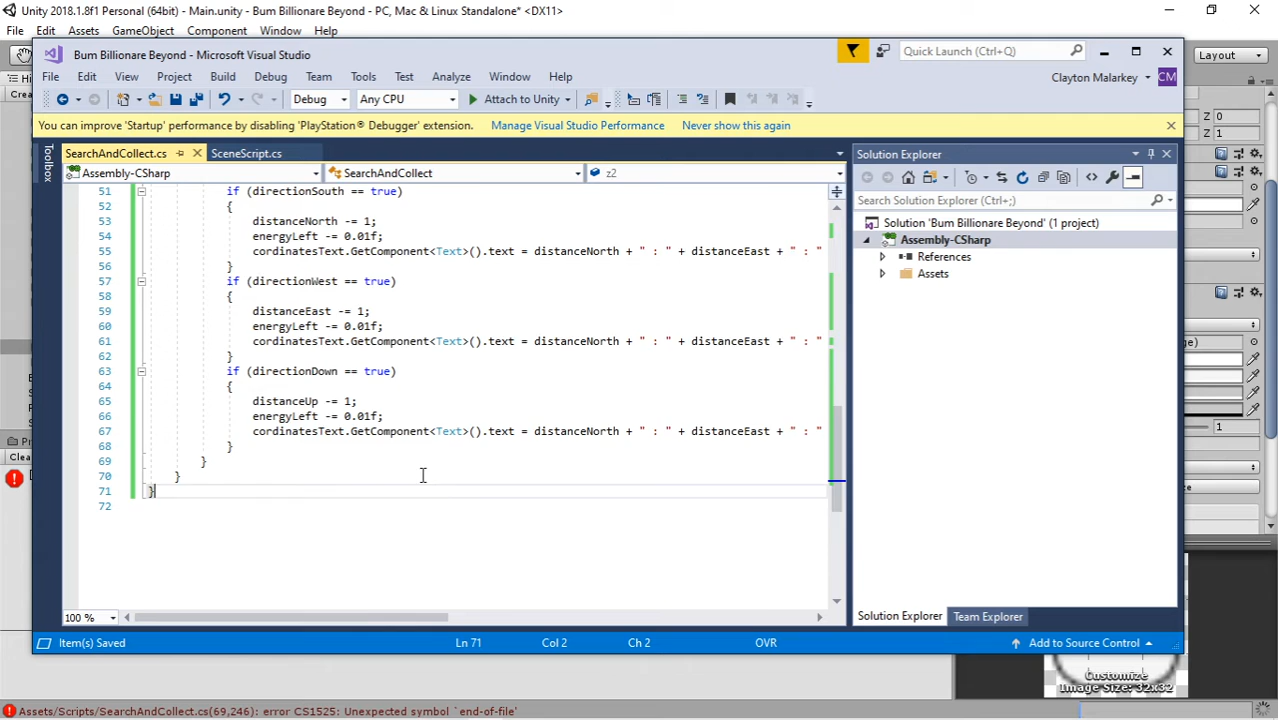 Unity 2018.1.8f1 Personal (64bit) - Main.unity - Bum Billionare Beyond - PC, Mac & Linux Standalone* <DX11>
File Edit Assets GameObject Component Window Help
Bum Billionare Beyond - Microsoft Visual Studio
Quick Launch (Ctrl+Q)
Layout
File Edit View Project Build Debug Team Tools Test Analyze Window Help
Clayton Malarkey CM
Debug Any CPU Attach to Unity
You can improve 'Startup' performance by disabling 'PlayStation® Debugger' extension. Manage Visual Studio Performance Never show this again
Z 0
Z 1
Toolbox
SearchAndCollect.cs SceneScript.cs
Solution Explorer
Assembly-CSharp SearchAndCollect z2
Search Solution Explorer (Ctrl+;)
Solution 'Bum Billionare Beyond' (1 project)
Assembly-CSharp
References
Assets
51 if (directionSouth == true)
52 {
53 distanceNorth -= 1;
54 energyLeft -= 0.01f;
55 cordinatesText.GetComponent<Text>().text = distanceNorth + " : " + distanceEast + " : "
56 }
57 if (directionWest == true)
58 {
59 distanceEast -= 1;
60 energyLeft -= 0.01f;
61 cordinatesText.GetComponent<Text>().text = distanceNorth + " : " + distanceEast + " : "
62 }
63 if (directionDown == true)
64 {
65 distanceUp -= 1;
66 energyLeft -= 0.01f;
67 cordinatesText.GetComponent<Text>().text = distanceNorth + " : " + distanceEast + " : "
68 }
69 }
70 }
71 }
72
1
100 %
Solution Explorer Team Explorer
Item(s) Saved Ln 71 Col 2 Ch 2 OVR Add to Source Control
Customize
Image Size: 32x32
Assets/Scripts/SearchAndCollect.cs(69,246): error CS1525: Unexpected symbol `end-of-file'